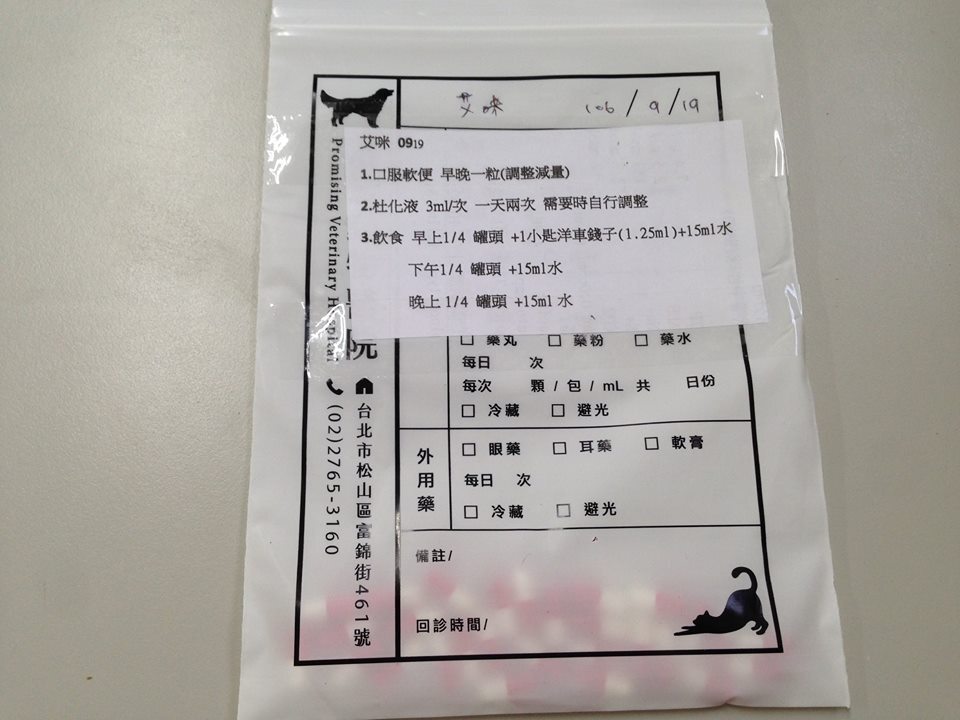 艾咪 106/9/19
艾咪 0919
1.口服軟便 早晚一粒(調整減量)
2.杜化液 3ml/次 一天兩次 需要時自行調整
3.飲食 早上1/4 罐頭 +1小匙洋車錢子(1.25ml)+15ml水
下午1/4 罐頭 +15ml水
晚上1/4 罐頭 +15ml水
□ 藥丸 □ 藥粉 □ 藥水
每日 次
每次 顆 / 包 / mL 共 日份
□ 冷藏 □ 避光
外用藥
□ 眼藥 □ 耳藥 □ 軟膏
每日 次
□ 冷藏 □ 避光
備註/
回診時間/
Promising Veterinary Hospital
院
(02)2765-3160
台北市松山區富錦街461號